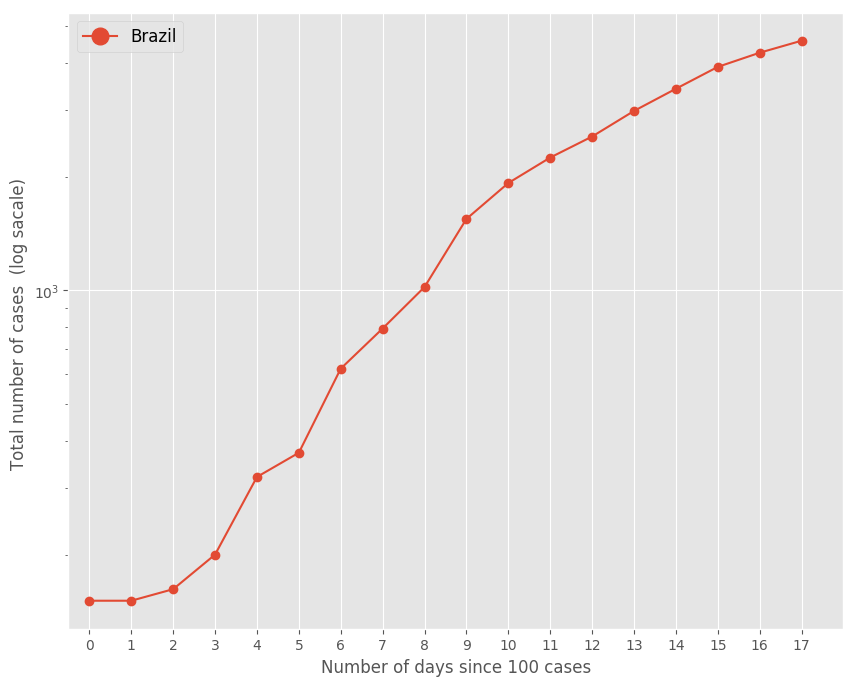 Brazil
Total number of cases  (log sacale)
10³
0 1 2 3 4 5 6 7 8 9 10 11 12 13 14 15 16 17
Number of days since 100 cases